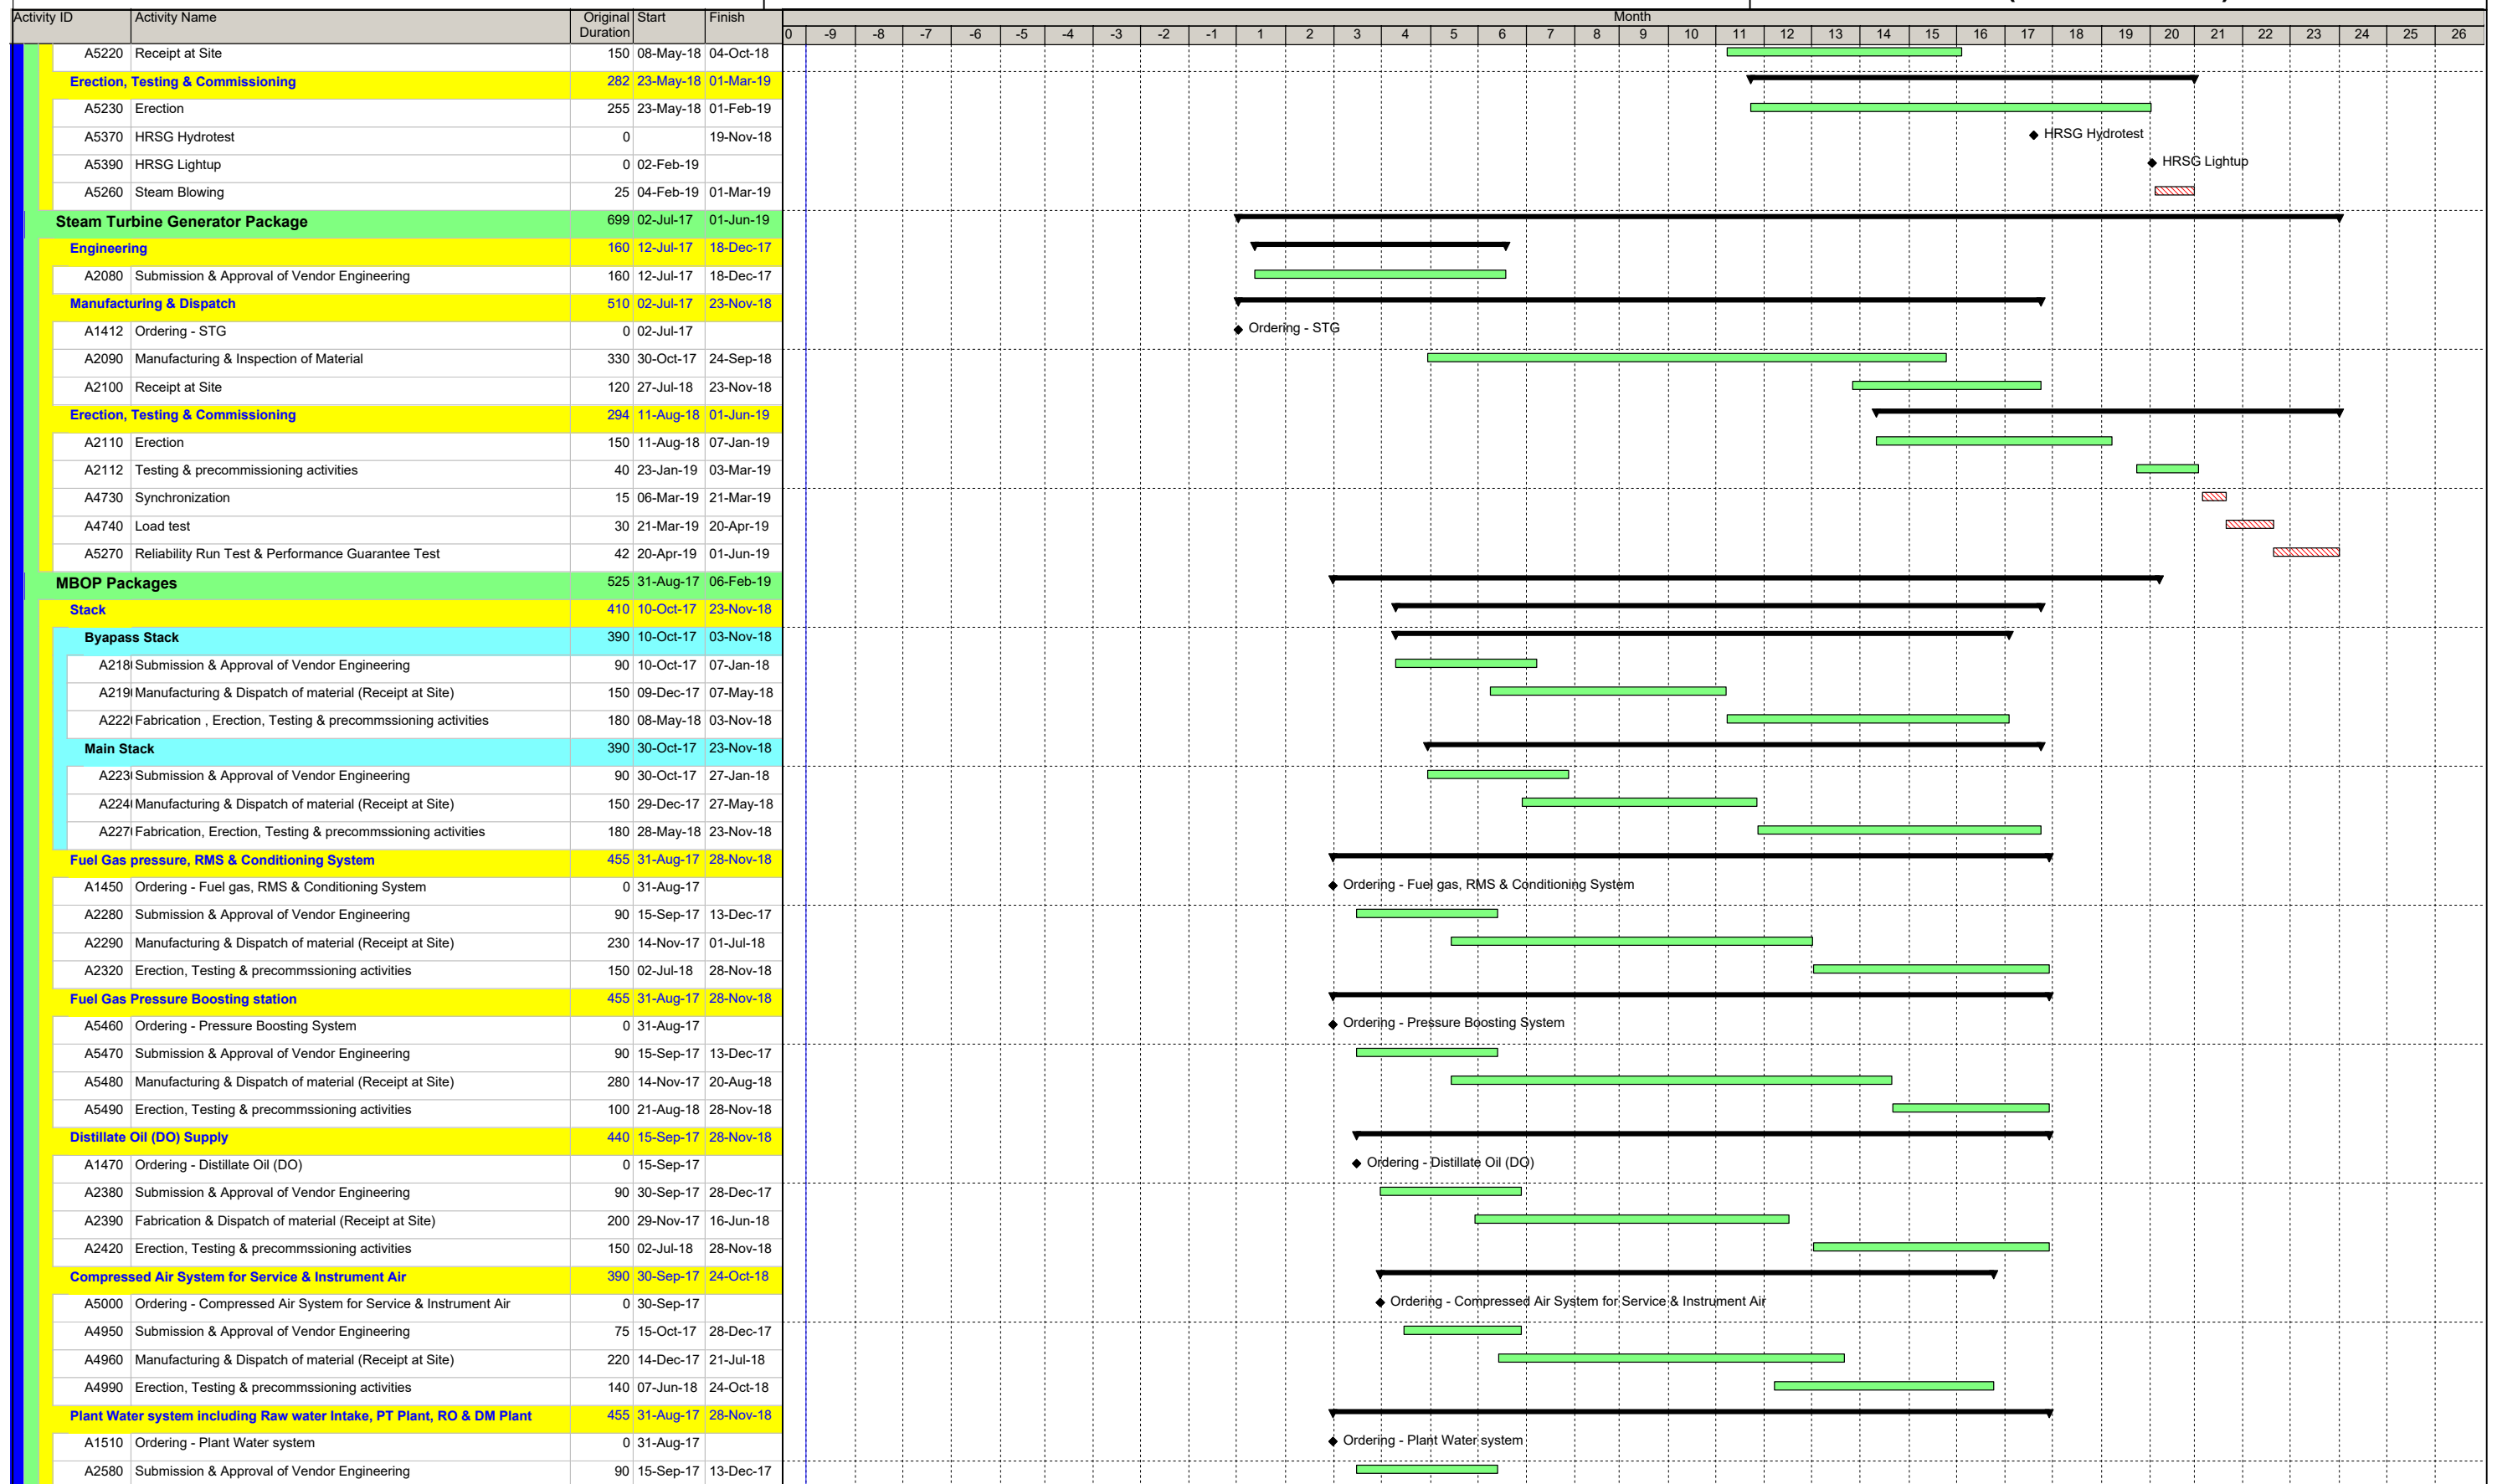 Activity ID Activity Name Original Duration Start Finish Month
0 -9 -8 -7 -6 -5 -4 -3 -2 -1 1 2 3 4 5 6 7 8 9 10 11 12 13 14 15 16 17 18 19 20 21 22 23 24 25 26
A5220 Receipt at Site 150 08-May-18 04-Oct-18
Erection, Testing & Commissioning 282 23-May-18 01-Mar-19
A5230 Erection 255 23-May-18 01-Feb-19
A5370 HRSG Hydrotest 0 19-Nov-18 HRSG Hydrotest
A5390 HRSG Lightup 0 02-Feb-19 HRSG Lightup
A5260 Steam Blowing 25 04-Feb-19 01-Mar-19
Steam Turbine Generator Package 699 02-Jul-17 01-Jun-19
Engineering 160 12-Jul-17 18-Dec-17
A2080 Submission & Approval of Vendor Engineering 160 12-Jul-17 18-Dec-17
Manufacturing & Dispatch 510 02-Jul-17 23-Nov-18
A1412 Ordering - STG 0 02-Jul-17 Ordering - STG
A2090 Manufacturing & Inspection of Material 330 30-Oct-17 24-Sep-18
A2100 Receipt at Site 120 27-Jul-18 23-Nov-18
Erection, Testing & Commissioning 294 11-Aug-18 01-Jun-19
A2110 Erection 150 11-Aug-18 07-Jan-19
A2112 Testing & precommissioning activities 40 23-Jan-19 03-Mar-19
A4730 Synchronization 15 06-Mar-19 21-Mar-19
A4740 Load test 30 21-Mar-19 20-Apr-19
A5270 Reliability Run Test & Performance Guarantee Test 42 20-Apr-19 01-Jun-19
MBOP Packages 525 31-Aug-17 06-Feb-19
Stack 410 10-Oct-17 23-Nov-18
Byapass Stack 390 10-Oct-17 03-Nov-18
A218 Submission & Approval of Vendor Engineering 90 10-Oct-17 07-Jan-18
A219 Manufacturing & Dispatch of material (Receipt at Site) 150 09-Dec-17 07-May-18
A222 Fabrication , Erection, Testing & precommssioning activities 180 08-May-18 03-Nov-18
Main Stack 390 30-Oct-17 23-Nov-18
A223 Submission & Approval of Vendor Engineering 90 30-Oct-17 27-Jan-18
A224 Manufacturing & Dispatch of material (Receipt at Site) 150 29-Dec-17 27-May-18
A227 Fabrication, Erection, Testing & precommssioning activities 180 28-May-18 23-Nov-18
Fuel Gas pressure, RMS & Conditioning System 455 31-Aug-17 28-Nov-18
A1450 Ordering - Fuel gas, RMS & Conditioning System 0 31-Aug-17 Ordering - Fuel gas, RMS & Conditioning System
A2280 Submission & Approval of Vendor Engineering 90 15-Sep-17 13-Dec-17
A2290 Manufacturing & Dispatch of material (Receipt at Site) 230 14-Nov-17 01-Jul-18
A2320 Erection, Testing & precommssioning activities 150 02-Jul-18 28-Nov-18
Fuel Gas Pressure Boosting station 455 31-Aug-17 28-Nov-18
A5460 Ordering - Pressure Boosting System 0 31-Aug-17 Ordering - Pressure Boosting System
A5470 Submission & Approval of Vendor Engineering 90 15-Sep-17 13-Dec-17
A5480 Manufacturing & Dispatch of material (Receipt at Site) 280 14-Nov-17 20-Aug-18
A5490 Erection, Testing & precommssioning activities 100 21-Aug-18 28-Nov-18
Distillate Oil (DO) Supply 440 15-Sep-17 28-Nov-18
A1470 Ordering - Distillate Oil (DO) 0 15-Sep-17 Ordering - Distillate Oil (DO)
A2380 Submission & Approval of Vendor Engineering 90 30-Sep-17 28-Dec-17
A2390 Fabrication & Dispatch of material (Receipt at Site) 200 29-Nov-17 16-Jun-18
A2420 Erection, Testing & precommssioning activities 150 02-Jul-18 28-Nov-18
Compressed Air System for Service & Instrument Air 390 30-Sep-17 24-Oct-18
A5000 Ordering - Compressed Air System for Service & Instrument Air 0 30-Sep-17 Ordering - Compressed Air System for Service & Instrument Air
A4950 Submission & Approval of Vendor Engineering 75 15-Oct-17 28-Dec-17
A4960 Manufacturing & Dispatch of material (Receipt at Site) 220 14-Dec-17 21-Jul-18
A4990 Erection, Testing & precommssioning activities 140 07-Jun-18 24-Oct-18
Plant Water system including Raw water Intake, PT Plant, RO & DM Plant 455 31-Aug-17 28-Nov-18
A1510 Ordering - Plant Water system 0 31-Aug-17 Ordering - Plant Water system
A2580 Submission & Approval of Vendor Engineering 90 15-Sep-17 13-Dec-17